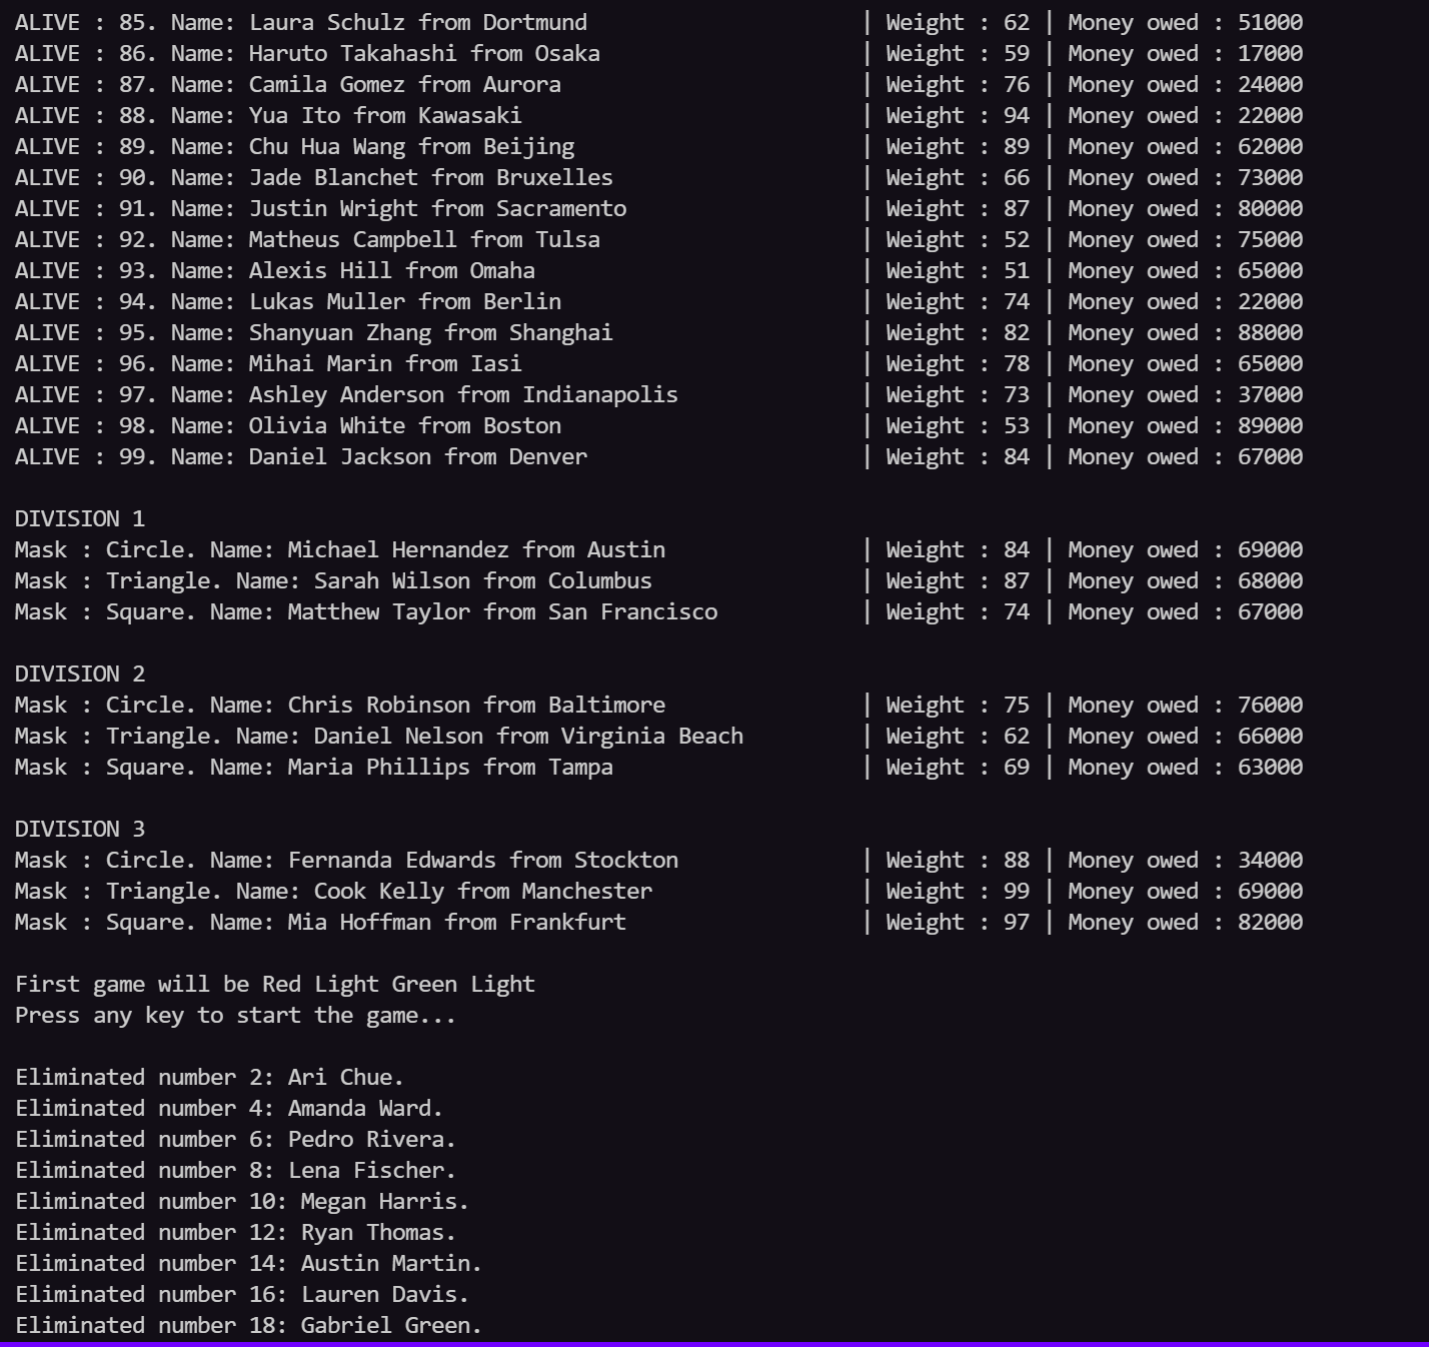 ALIVE : 85. Name: Laura Schulz from Dortmund | Weight : 62 | Money owed : 51000
ALIVE : 86. Name: Haruto Takahashi from Osaka | Weight : 59 | Money owed : 17000
ALIVE : 87. Name: Camila Gomez from Aurora | Weight : 76 | Money owed : 24000
ALIVE : 88. Name: Yua Ito from Kawasaki | Weight : 94 | Money owed : 22000
ALIVE : 89. Name: Chu Hua Wang from Beijing | Weight : 89 | Money owed : 62000
ALIVE : 90. Name: Jade Blanchet from Bruxelles | Weight : 66 | Money owed : 73000
ALIVE : 91. Name: Justin Wright from Sacramento | Weight : 87 | Money owed : 80000
ALIVE : 92. Name: Matheus Campbell from Tulsa | Weight : 52 | Money owed : 75000
ALIVE : 93. Name: Alexis Hill from Omaha | Weight : 51 | Money owed : 65000
ALIVE : 94. Name: Lukas Muller from Berlin | Weight : 74 | Money owed : 22000
ALIVE : 95. Name: Shanyuan Zhang from Shanghai | Weight : 82 | Money owed : 88000
ALIVE : 96. Name: Mihai Marin from Iasi | Weight : 78 | Money owed : 65000
ALIVE : 97. Name: Ashley Anderson from Indianapolis | Weight : 73 | Money owed : 37000
ALIVE : 98. Name: Olivia White from Boston | Weight : 53 | Money owed : 89000
ALIVE : 99. Name: Daniel Jackson from Denver | Weight : 84 | Money owed : 67000
DIVISION 1
Mask : Circle. Name: Michael Hernandez from Austin | Weight : 84 | Money owed : 69000
Mask : Triangle. Name: Sarah Wilson from Columbus | Weight : 87 | Money owed : 68000
Mask : Square. Name: Matthew Taylor from San Francisco | Weight : 74 | Money owed : 67000
DIVISION 2
Mask : Circle. Name: Chris Robinson from Baltimore | Weight : 75 | Money owed : 76000
Mask : Triangle. Name: Daniel Nelson from Virginia Beach | Weight : 62 | Money owed : 66000
Mask : Square. Name: Maria Phillips from Tampa | Weight : 69 | Money owed : 63000
DIVISION 3
Mask : Circle. Name: Fernanda Edwards from Stockton | Weight : 88 | Money owed : 34000
Mask : Triangle. Name: Cook Kelly from Manchester | Weight : 99 | Money owed : 69000
Mask : Square. Name: Mia Hoffman from Frankfurt | Weight : 97 | Money owed : 82000
First game will be Red Light Green Light
Press any key to start the game...
Eliminated number 2: Ari Chue.
Eliminated number 4: Amanda Ward.
Eliminated number 6: Pedro Rivera.
Eliminated number 8: Lena Fischer.
Eliminated number 10: Megan Harris.
Eliminated number 12: Ryan Thomas.
Eliminated number 14: Austin Martin.
Eliminated number 16: Lauren Davis.
Eliminated number 18: Gabriel Green.